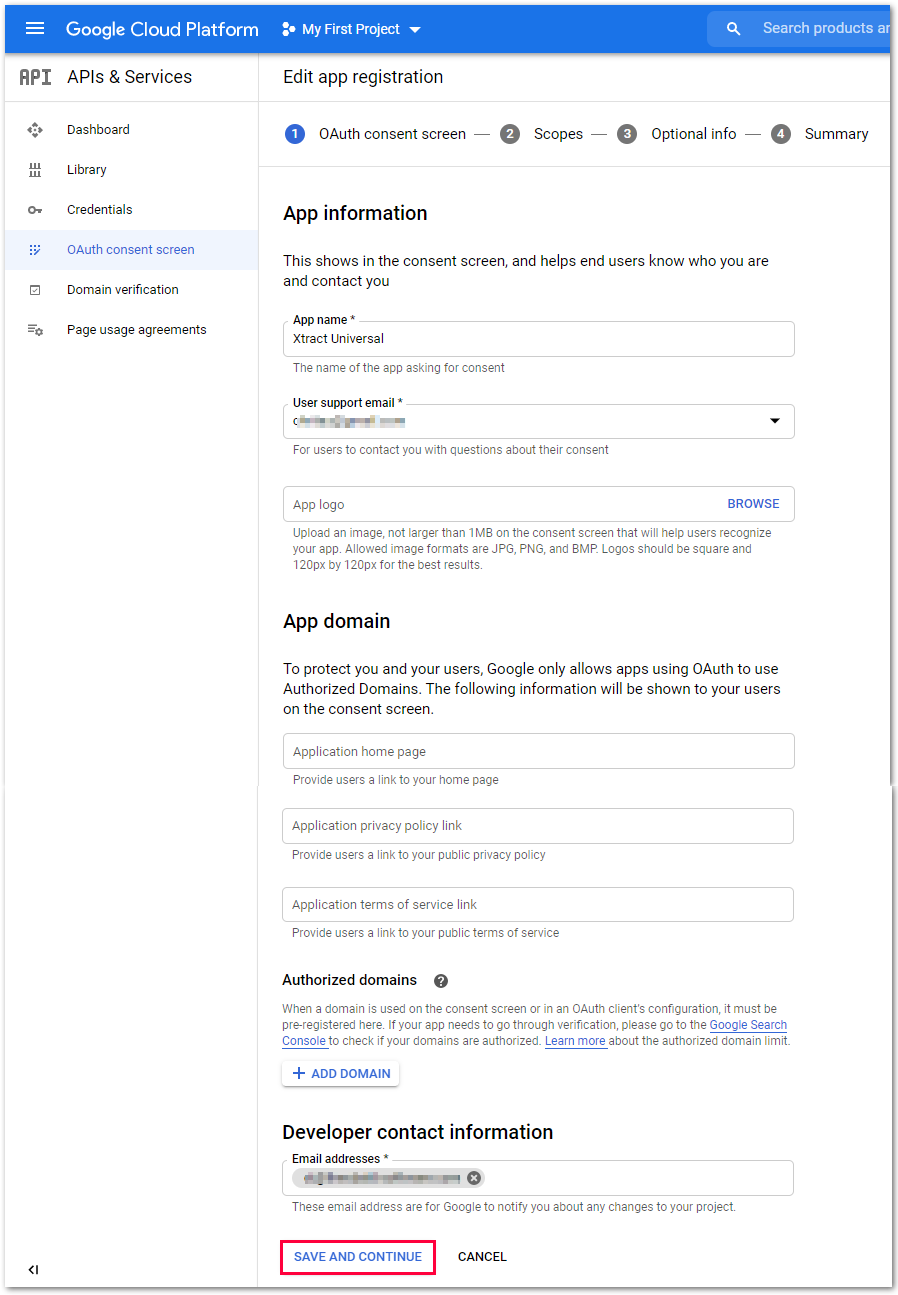 Google Cloud Platform
My First Project
Search products an
API
APIs & Services
Edit app registration
Dashboard
Library
Credentials
OAuth consent screen
Domain verification
Page usage agreements
1 OAuth consent screen — 2 Scopes — 3 Optional info — 4 Summary
App information
This shows in the consent screen, and helps end users know who you are
and contact you
App name *
Xtract Universal
The name of the app asking for consent
User support email *
For users to contact you with questions about their consent
App logo
BROWSE
Upload an image, not larger than 1MB on the consent screen that will help users recognize
your app. Allowed image formats are JPG, PNG, and BMP. Logos should be square and
120px by 120px for the best results.
App domain
To protect you and your users, Google only allows apps using OAuth to use
Authorized Domains. The following information will be shown to your users
on the consent screen.
Application home page
Provide users a link to your home page
Application privacy policy link
Provide users a link to your public privacy policy
Application terms of service link
Provide users a link to your public terms of service
Authorized domains ?
When a domain is used on the consent screen or in an OAuth client's configuration, it must be
pre-registered here. If your app needs to go through verification, please go to the Google Search
Console to check if your domains are authorized. Learn more about the authorized domain limit.
+ ADD DOMAIN
Developer contact information
Email addresses *
These email address are for Google to notify you about any changes to your project.
SAVE AND CONTINUE
CANCEL